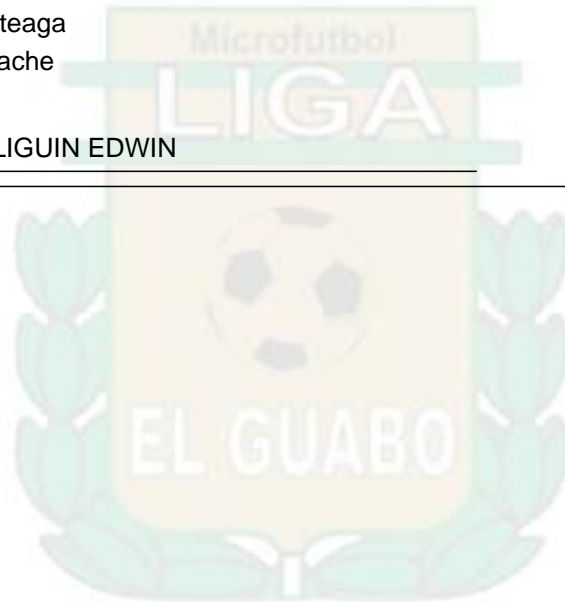 teaga
Microfutbol
ache
LIGA
LIGUIN EDWIN
EL GUABO